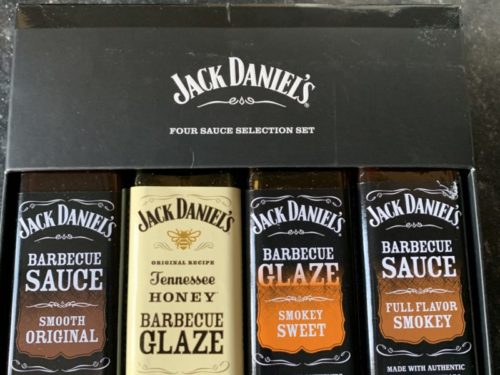 JACK DANIEL'S
FOUR SAUCE SELECTION SET
JACK DANIEL'S
BARBECUE
SAUCE
SMOOTH
ORIGINAL
JACK DANIEL'S
ORIGINAL RECIPE
Tennessee
HONEY
BARBECUE
GLAZE
JACK DANIEL'S
BARBECUE
GLAZE
SMOKEY
SWEET
JACK DANIEL'S
BARBECUE
SAUCE
FULL FLAVOR
SMOKEY
MADE WITH AUTHENTIC